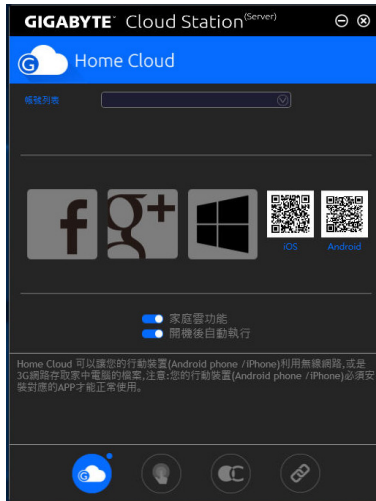 GIGABYTE™ Cloud Station(Server)
G Home Cloud
帳號列表
f g+
iOS Android
家庭雲功能
開機後自動執行
Home Cloud 可以讓您的行動裝置(Android phone /iPhone)利用無線網路,或是
3G網路存取家中電腦的檔案,注意:您的行動裝置(Android phone /iPhone)必須安
裝對應的APP才能正常使用。